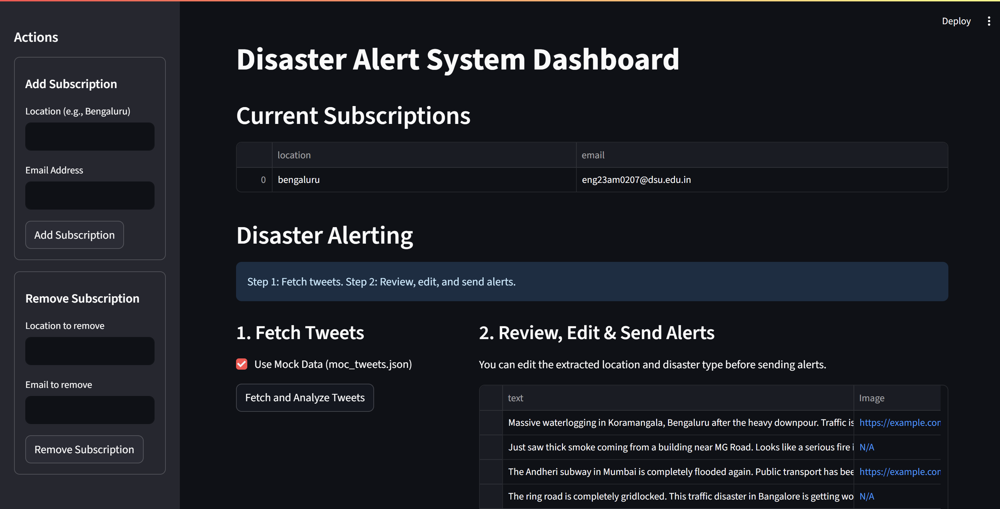 Deploy
Actions
Add Subscription
Location (e.g., Bengaluru)
Email Address
Add Subscription
Remove Subscription
Location to remove
Email to remove
Remove Subscription
Disaster Alert System Dashboard
Current Subscriptions
location email
0 bengaluru eng23am0207@dsu.edu.in
Disaster Alerting
Step 1: Fetch tweets. Step 2: Review, edit, and send alerts.
1. Fetch Tweets
Use Mock Data (moc_tweets.json)
Fetch and Analyze Tweets
2. Review, Edit & Send Alerts
You can edit the extracted location and disaster type before sending alerts.
text Image
Massive waterlogging in Koramangala, Bengaluru after the heavy downpour. Traffic is https://example.com
Just saw thick smoke coming from a building near MG Road. Looks like a serious fire i N/A
The Andheri subway in Mumbai is completely flooded again. Public transport has bee https://example.com
The ring road is completely gridlocked. This traffic disaster in Bangalore is getting wo N/A